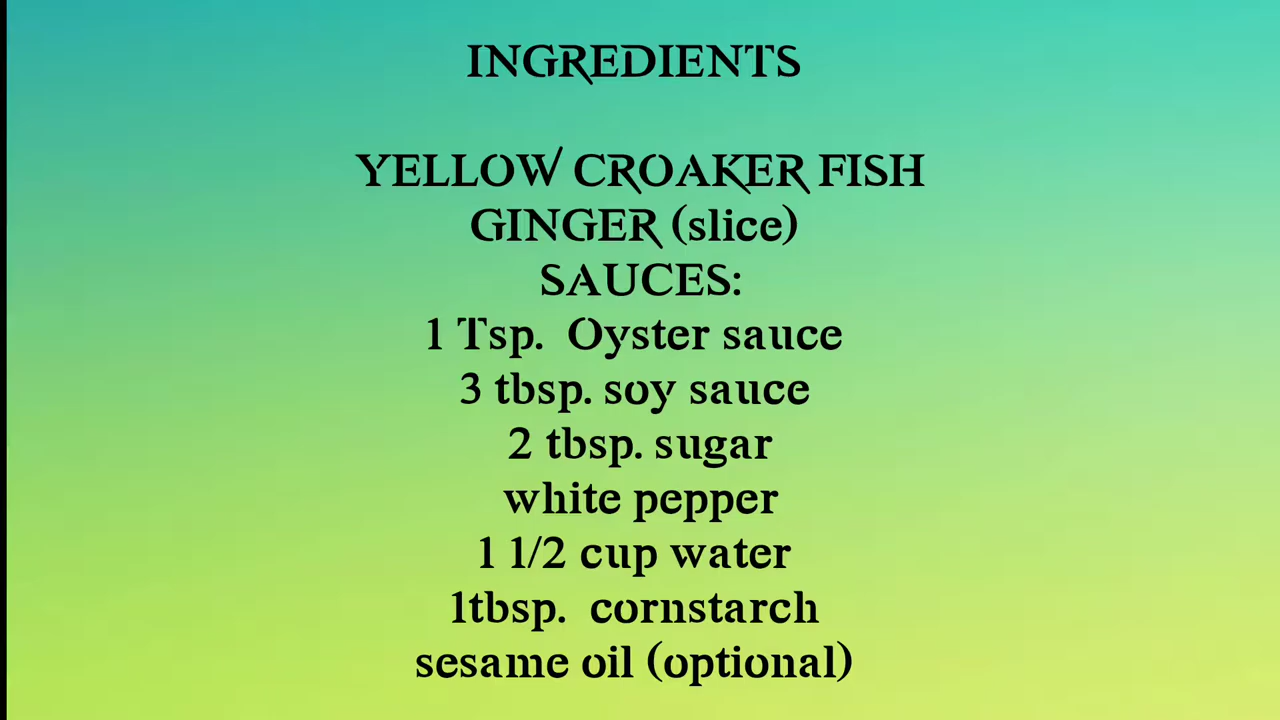 INGREDIENTS
YELLOW CROAKER FISH
GINGER (slice)
SAUCES:
1 Tsp.  Oyster sauce
3 tbsp. soy sauce
2 tbsp. sugar
white pepper
1 1/2 cup water
1tbsp.  cornstarch
sesame oil (optional)